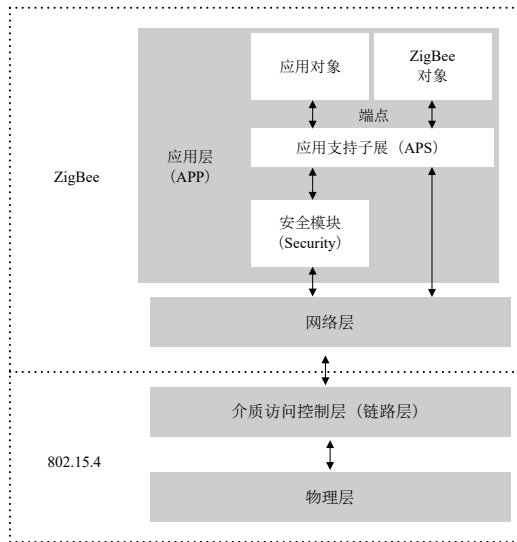 应用对象
ZigBee
对象
端点
应用支持子展（APS）
应用层
（APP）
ZigBee
安全模块
（Security）
网络层
介质访问控制层（链路层）
802.15.4
物理层